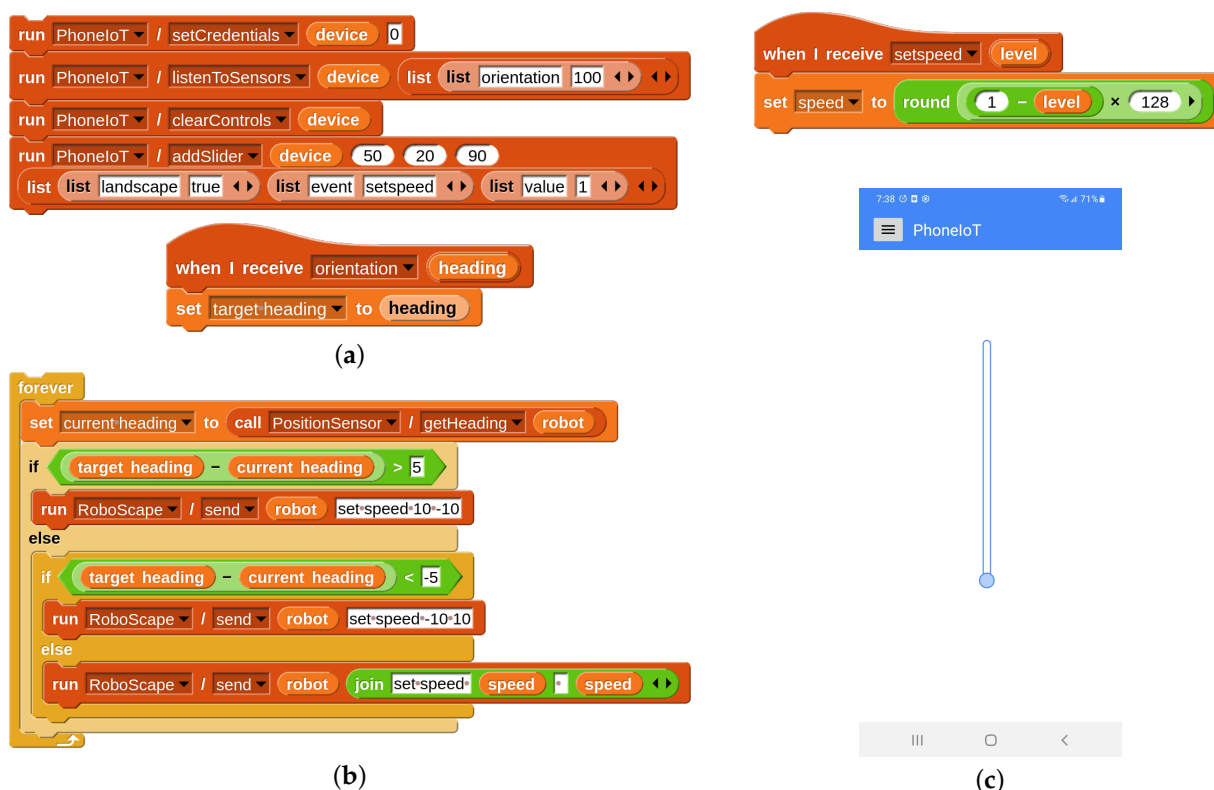 run PhoneIoT / setCredentials device 0
run PhoneIoT / listenToSensors device list list orientation 100
run PhoneIoT / clearControls device
run PhoneIoT / addSlider device 50 20 90
list list landscape true list event setspeed list value 1
when I receive orientation heading
set target heading to heading
(a)
forever
set current heading to call PositionSensor / getHeading robot
if target heading − current heading > 5
run RoboScape / send robot set speed 10 -10
else
if target heading − current heading < -5
run RoboScape / send robot set speed -10 10
else
run RoboScape / send robot join set speed speed speed
(b)
when I receive setspeed level
set speed to round 1 − level × 128
7:38 71%
PhoneIoT
(c)